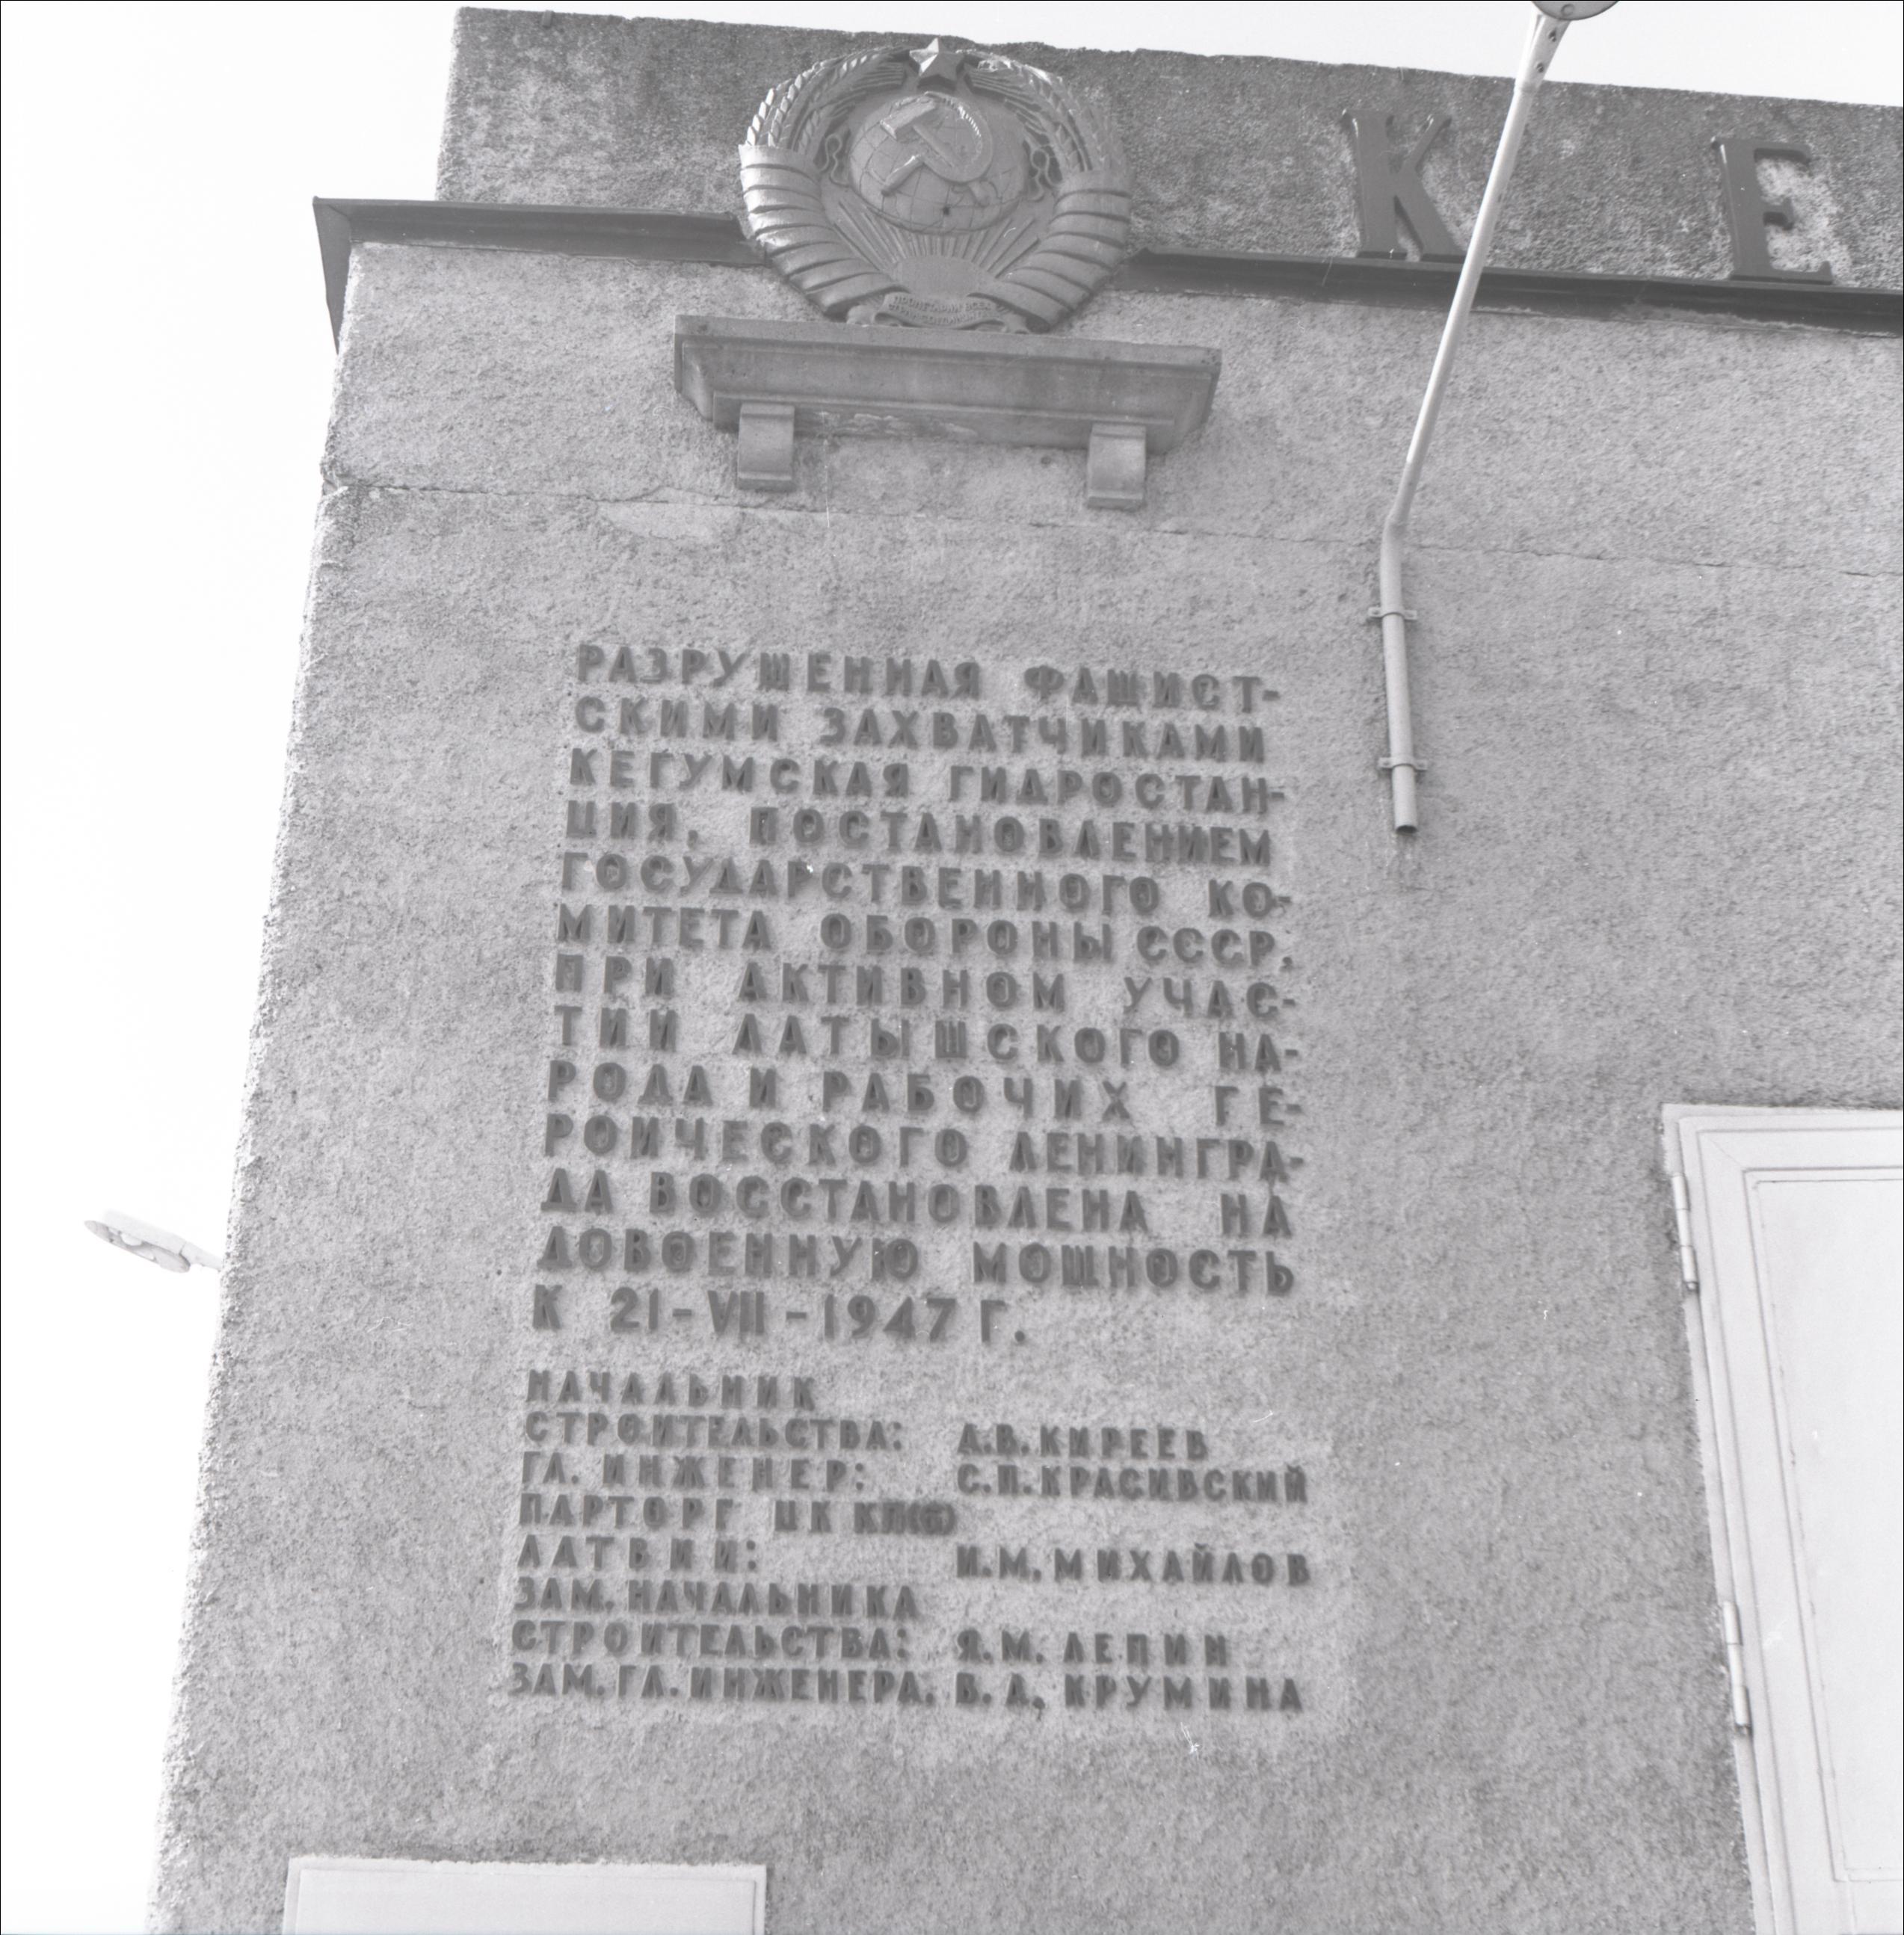 К Е
РАЗРУШЕННАЯ ФАШИСТ-
СКИМИ ЗАХВАТЧИКАМИ
КЕГУМСКАЯ ГИДРОСТАН-
ЦИЯ, ПОСТАНОВЛЕНИЕМ
ГОСУДАРСТВЕННОГО КО-
МИТЕТА ОБОРОНЫ СССР,
ПРИ АКТИВНОМ УЧАС-
ТИИ ЛАТЫШСКОГО НА-
РОДА И РАБОЧИХ ГЕ-
РОИЧЕСКОГО ЛЕНИНГРА-
ДА ВОССТАНОВЛЕНА НА
ДОВОЕННУЮ МОЩНОСТЬ
К 21-VII-1947 Г.
НАЧАЛЬНИК
СТРОИТЕЛЬСТВА: А.В.КИРЕЕВ
ГЛ. ИНЖЕНЕР: С.П.КРАСИВСКИЙ
ПАРТОРГ ЦК КП(б)
ЛАТВИИ: И.М.МИХАЙЛОВ
ЗАМ.НАЧАЛЬНИКА
СТРОИТЕЛЬСТВА: Я.М.ЛЕПИН
ЗАМ.ГЛ.ИНЖЕНЕРА: В.А.КРУМИНА